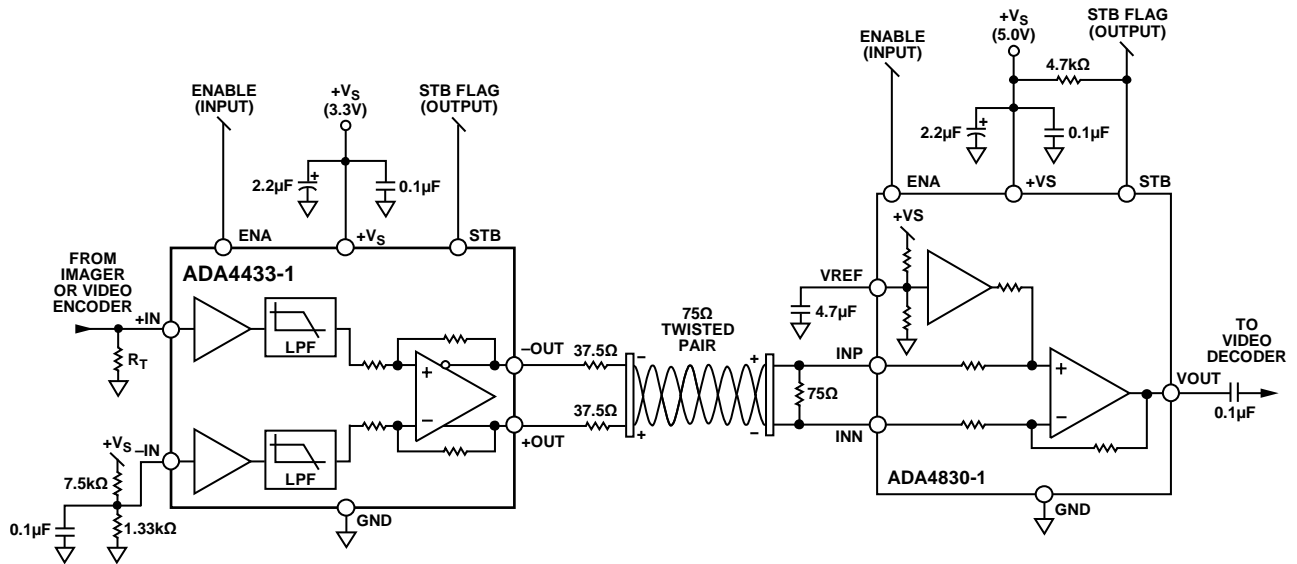 ENABLE
(INPUT)
+VS
(3.3V)
STB FLAG
(OUTPUT)
2.2µF
+
0.1µF
ENA
+VS
STB
FROM
IMAGER
OR VIDEO
ENCODER
+IN
RT
ADA4433-1
LPF
+
−
LPF
–OUT
+OUT
+VS
–IN
7.5kΩ
1.33kΩ
0.1µF
GND
37.5Ω
37.5Ω
–
+
75Ω
TWISTED
PAIR
+
–
75Ω
ENABLE
(INPUT)
+VS
(5.0V)
STB FLAG
(OUTPUT)
4.7kΩ
2.2µF
+
0.1µF
ENA
+VS
STB
+VS
VREF
4.7µF
INP
INN
+
−
ADA4830-1
GND
VOUT
TO
VIDEO
DECODER
0.1µF